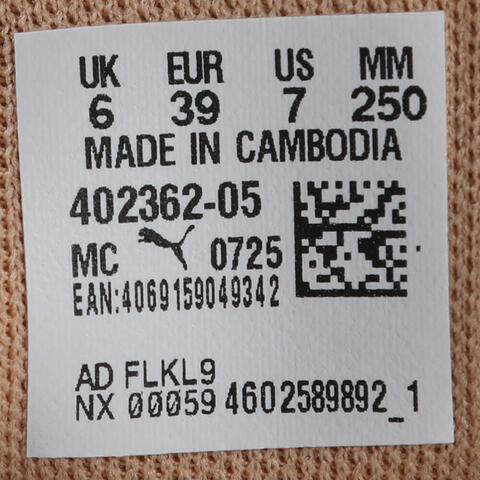 UK EUR US MM
6 39 7 250
MADE IN CAMBODIA
402362-05
MC 0725
EAN:4069159049342
AD FLKL9
NX 00059 4602589892_1